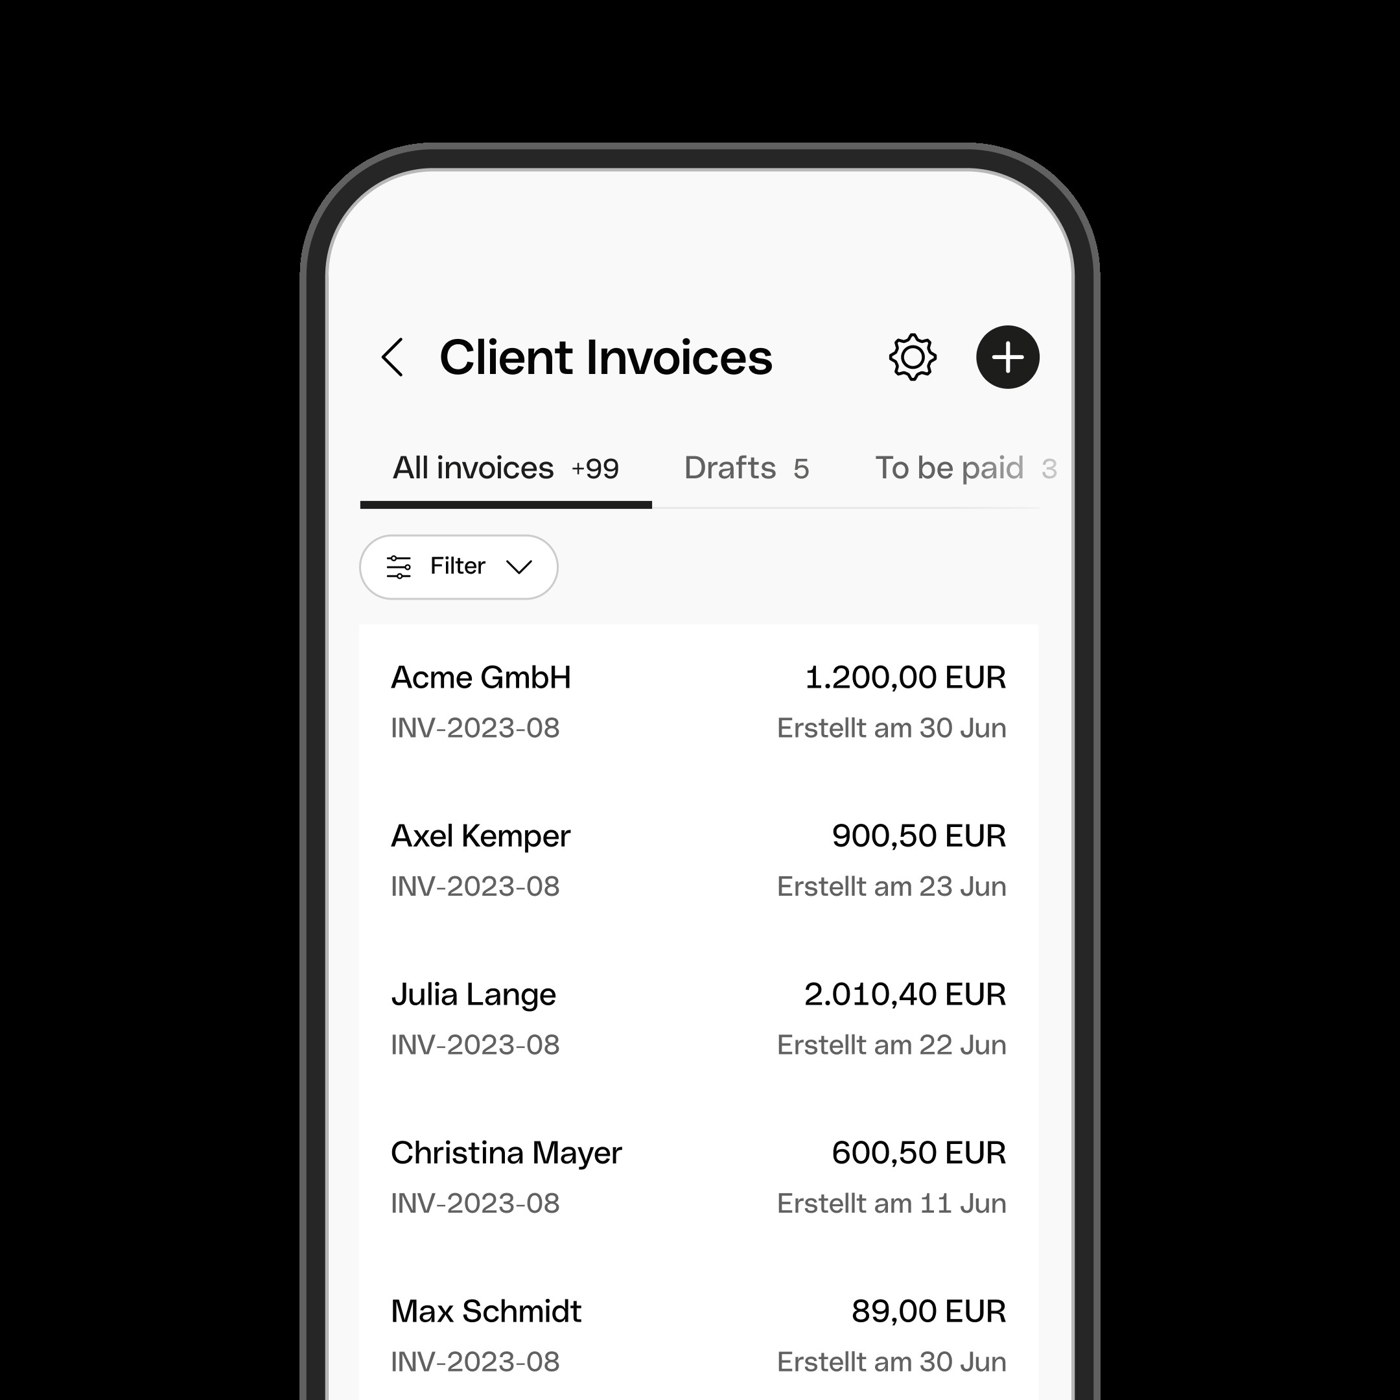 Client Invoices
All invoices +99 Drafts 5 To be paid 3
Filter
Acme GmbH 1.200,00 EUR
INV-2023-08 Erstellt am 30 Jun
Axel Kemper 900,50 EUR
INV-2023-08 Erstellt am 23 Jun
Julia Lange 2.010,40 EUR
INV-2023-08 Erstellt am 22 Jun
Christina Mayer 600,50 EUR
INV-2023-08 Erstellt am 11 Jun
Max Schmidt 89,00 EUR
INV-2023-08 Erstellt am 30 Jun